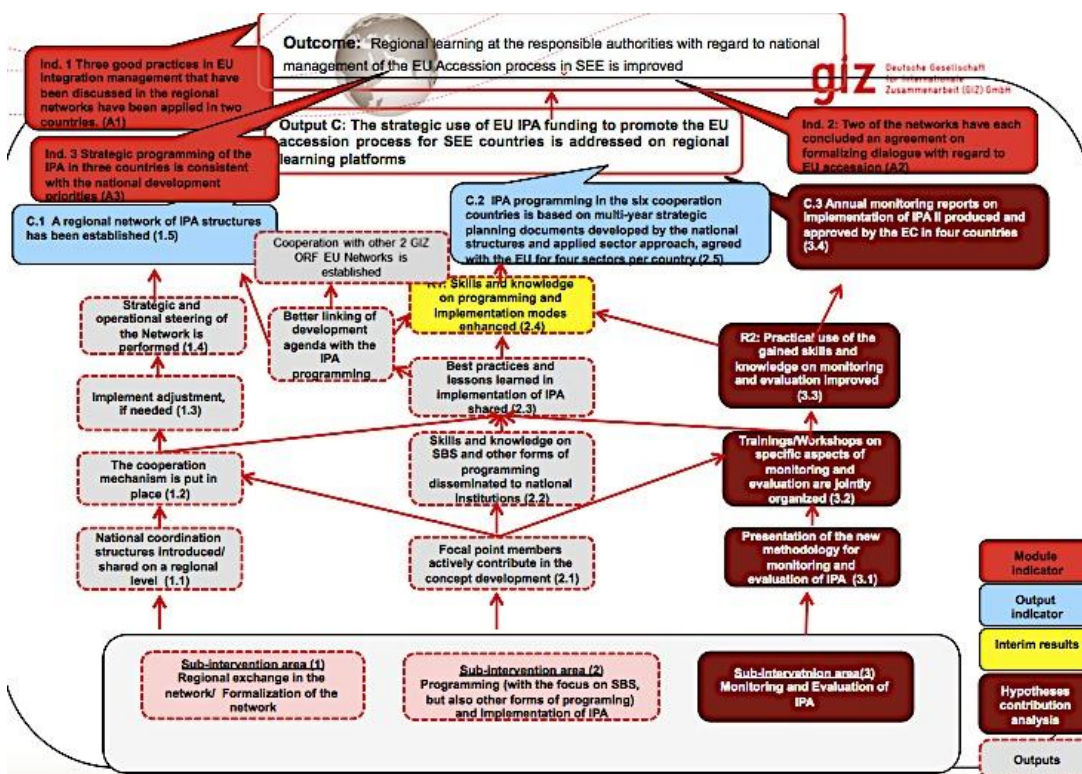 Outcome: Regional learning at the responsible authorities with regard to national
management of the EU Accession process in SEE is improved
Ind. 1 Three good practices in EU
integration management that have
been discussed in the regional
networks have been applied in two
countries. (A1)
giz
Deutsche Gesellschaft
für Internationale
Zusammenarbeit (GIZ) GmbH
Output C: The strategic use of EU IPA funding to promote the EU
accession process for SEE countries is addressed on regional
learning platforms
Ind. 2: Two of the networks have each
concluded an agreement on
formalizing dialogue with regard to
EU accession (A2)
Ind. 3 Strategic programming of the
IPA in three countries is consistent
with the national development
priorities (A3)
C.1 A regional network of IPA structures
has been established (1.5)
C.2 IPA programming in the six cooperation
countries is based on multi-year strategic
planning documents developed by the national
structures and applied sector approach, agreed
with the EU for four sectors per country.(2.5)
C.3 Annual monitoring reports on
implementation of IPA II produced and
approved by the EC in four countries
(3.4)
Cooperation with other 2 GIZ
ORF EU Networks is
established
Strategic and
operational steering of
the Network is
performed (1.4)
Better linking of
development
agenda with the
IPA
programming
R1: Skills and knowledge
on programming and
Implementation modes
enhanced (2.4)
R2: Practical use of the
gained skills and
knowledge on monitoring
and evaluation improved
(3.3)
Implement adjustment,
if needed (1.3)
Best practices and
lessons learned in
implementation of IPA
shared (2.3)
The cooperation
mechanism is put in
place (1.2)
Skills and knowledge on
SBS and other forms of
programming
disseminated to national
Institutions (2.2)
Trainings/Workshops on
specific aspects of
monitoring and
evaluation are jointly
organized (3.2)
National coordination
structures introduced/
shared on a regional
level (1.1)
Focal point members
actively contribute in the
concept development (2.1)
Presentation of the new
methodology for
monitoring and
evaluation of IPA (3.1)
Sub-intervention area (1)
Regional exchange in the
network/ Formalization of the
network
Sub-intervention area (2)
Programming (with the focus on SBS,
but also other forms of programing)
and Implementation of IPA
Sub-intervatnion area(3)
Monitoring and Evaluation of
IPA
Module
indicator
Output
indicator
Interim results
Hypotheses
contribution
analysis
Outputs